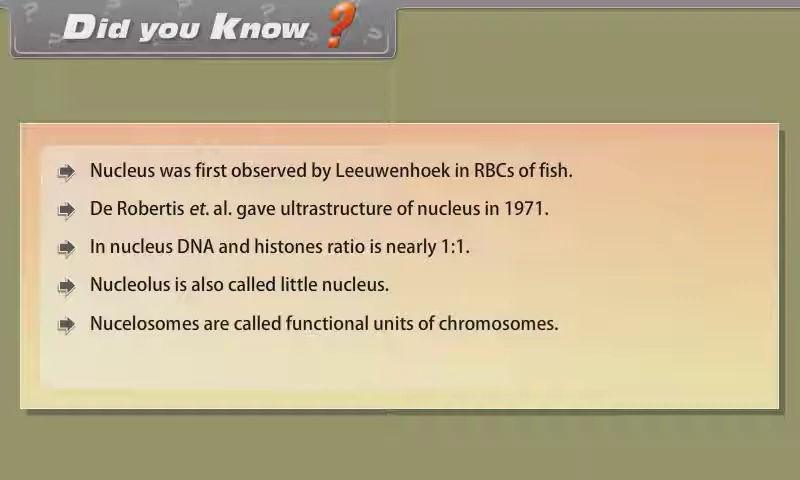 Did you Know ?
Nucleus was first observed by Leeuwenhoek in RBCs of fish.
De Robertis et. al. gave ultrastructure of nucleus in 1971.
In nucleus DNA and histones ratio is nearly 1:1.
Nucleolus is also called little nucleus.
Nucelosomes are called functional units of chromosomes.